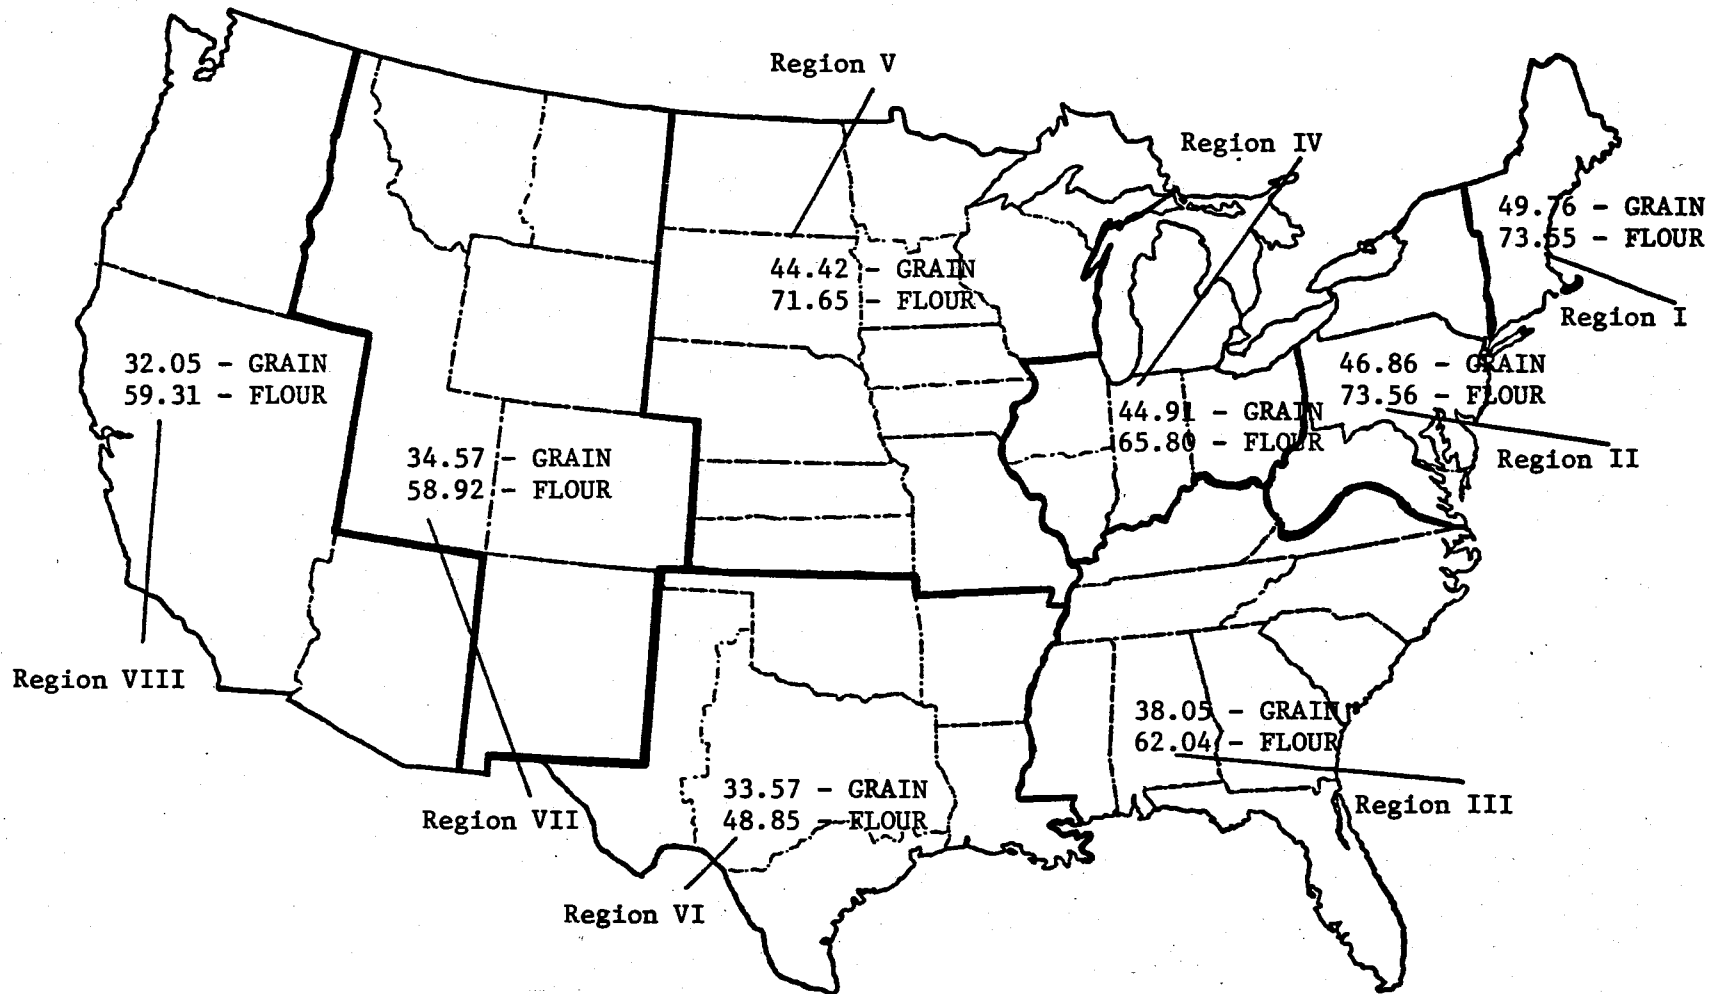 Region V
Region IV
49.76 - GRAIN
73.55 - FLOUR
Region I
44.42 - GRAIN
71.65 - FLOUR
32.05 - GRAIN
59.31 - FLOUR
46.86 - GRAIN
73.56 - FLOUR
Region II
44.91 - GRAIN
65.80 - FLOUR
34.57 - GRAIN
58.92 - FLOUR
Region VIII
38.05 - GRAIN
62.04 - FLOUR
Region III
33.57 - GRAIN
48.85 - FLOUR
Region VII
Region VI